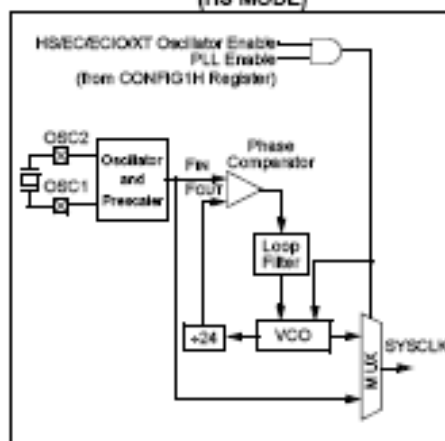 (HS MODE)
HS/EC/ECIO/XT Oscillator Enable
PLL Enable
(from CONFIG1H Register)
OSC2
OSC1
Oscillator
and
Prescaler
FIN
FOUT
Phase
Comparator
Loop
Filter
÷24
VCO
MUX
SYSCLK